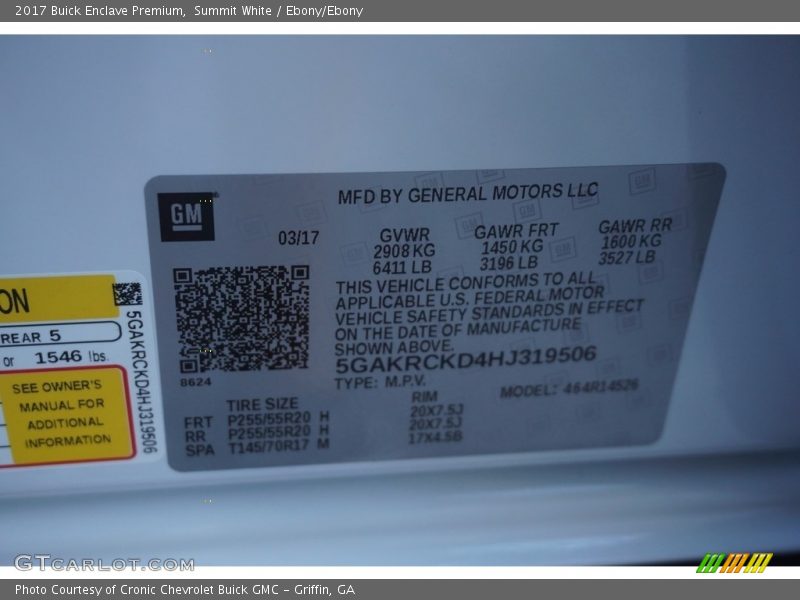 2017 Buick Enclave Premium,  Summit White / Ebony/Ebony
GM
MFD BY GENERAL MOTORS LLC
03/17
GVWR GAWR FRT GAWR RR
2908 KG 1450 KG 1600 KG
6411 LB 3196 LB 3527 LB
THIS VEHICLE CONFORMS TO ALL
APPLICABLE U.S. FEDERAL MOTOR
VEHICLE SAFETY STANDARDS IN EFFECT
ON THE DATE OF MANUFACTURE
SHOWN ABOVE.
5GAKRCKD4HJ319506
TYPE: M.P.V. MODEL: 464R14526
8624
TIRE SIZE RIM
FRT P255/55R20 H 20X7.5J
RR P255/55R20 H 20X7.5J
SPA T145/70R17 M 17X4.5B
ON
REAR 5
or 1546 lbs.
SEE OWNER'S
MANUAL FOR
ADDITIONAL
INFORMATION
5GAKRCKD4HJ319506
GTCARLOT.COM
Photo Courtesy of Cronic Chevrolet Buick GMC – Griffin, GA